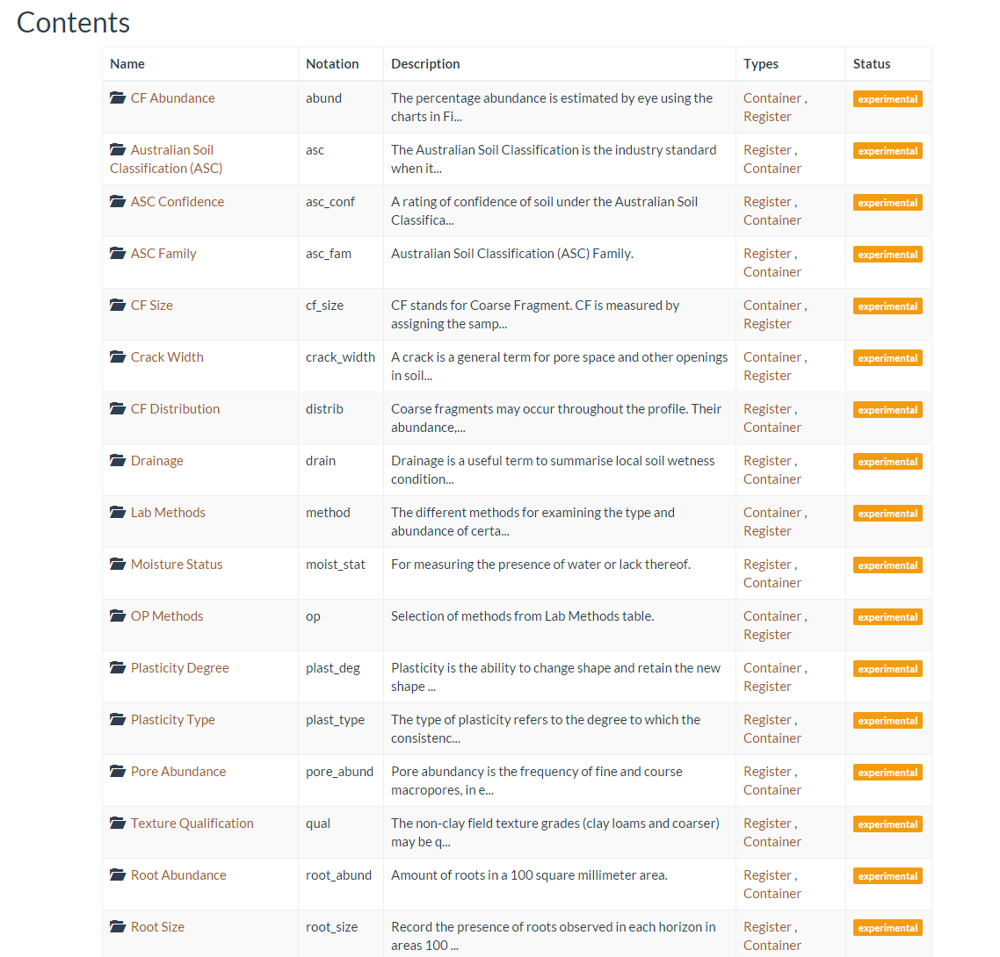 Contents
Name Notation Description Types Status
CF Abundance abund The percentage abundance is estimated by eye using the Container , experimental
charts in Fi... Register
Australian Soil asc The Australian Soil Classification is the industry standard Register , experimental
Classification (ASC) when it... Container
ASC Confidence asc_conf A rating of confidence of soil under the Australian Soil Register , experimental
Classifica... Container
ASC Family asc_fam Australian Soil Classification (ASC) Family. Register , experimental
Container
CF Size cf_size CF stands for Coarse Fragment. CF is measured by Container , experimental
assigning the samp... Register
Crack Width crack_width A crack is a general term for pore space and other openings Container , experimental
in soil... Register
CF Distribution distrib Coarse fragments may occur throughout the profile. Their Register , experimental
abundance,... Container
Drainage drain Drainage is a useful term to summarise local soil wetness Register , experimental
condition... Container
Lab Methods method The different methods for examining the type and Container , experimental
abundance of certa... Register
Moisture Status moist_stat For measuring the presence of water or lack thereof. Register , experimental
Container
OP Methods op Selection of methods from Lab Methods table. Container , experimental
Register
Plasticity Degree plast_deg Plasticity is the ability to change shape and retain the new Container , experimental
shape ... Register
Plasticity Type plast_type The type of plasticity refers to the degree to which the Register , experimental
consistenc... Container
Pore Abundance pore_abund Pore abundancy is the frequency of fine and course Register , experimental
macropores, in e... Container
Texture Qualification qual The non-clay field texture grades (clay loams and coarser) Register , experimental
may be q... Container
Root Abundance root_abund Amount of roots in a 100 square millimeter area. Register , experimental
Container
Root Size root_size Record the presence of roots observed in each horizon in Register , experimental
areas 100 ... Container